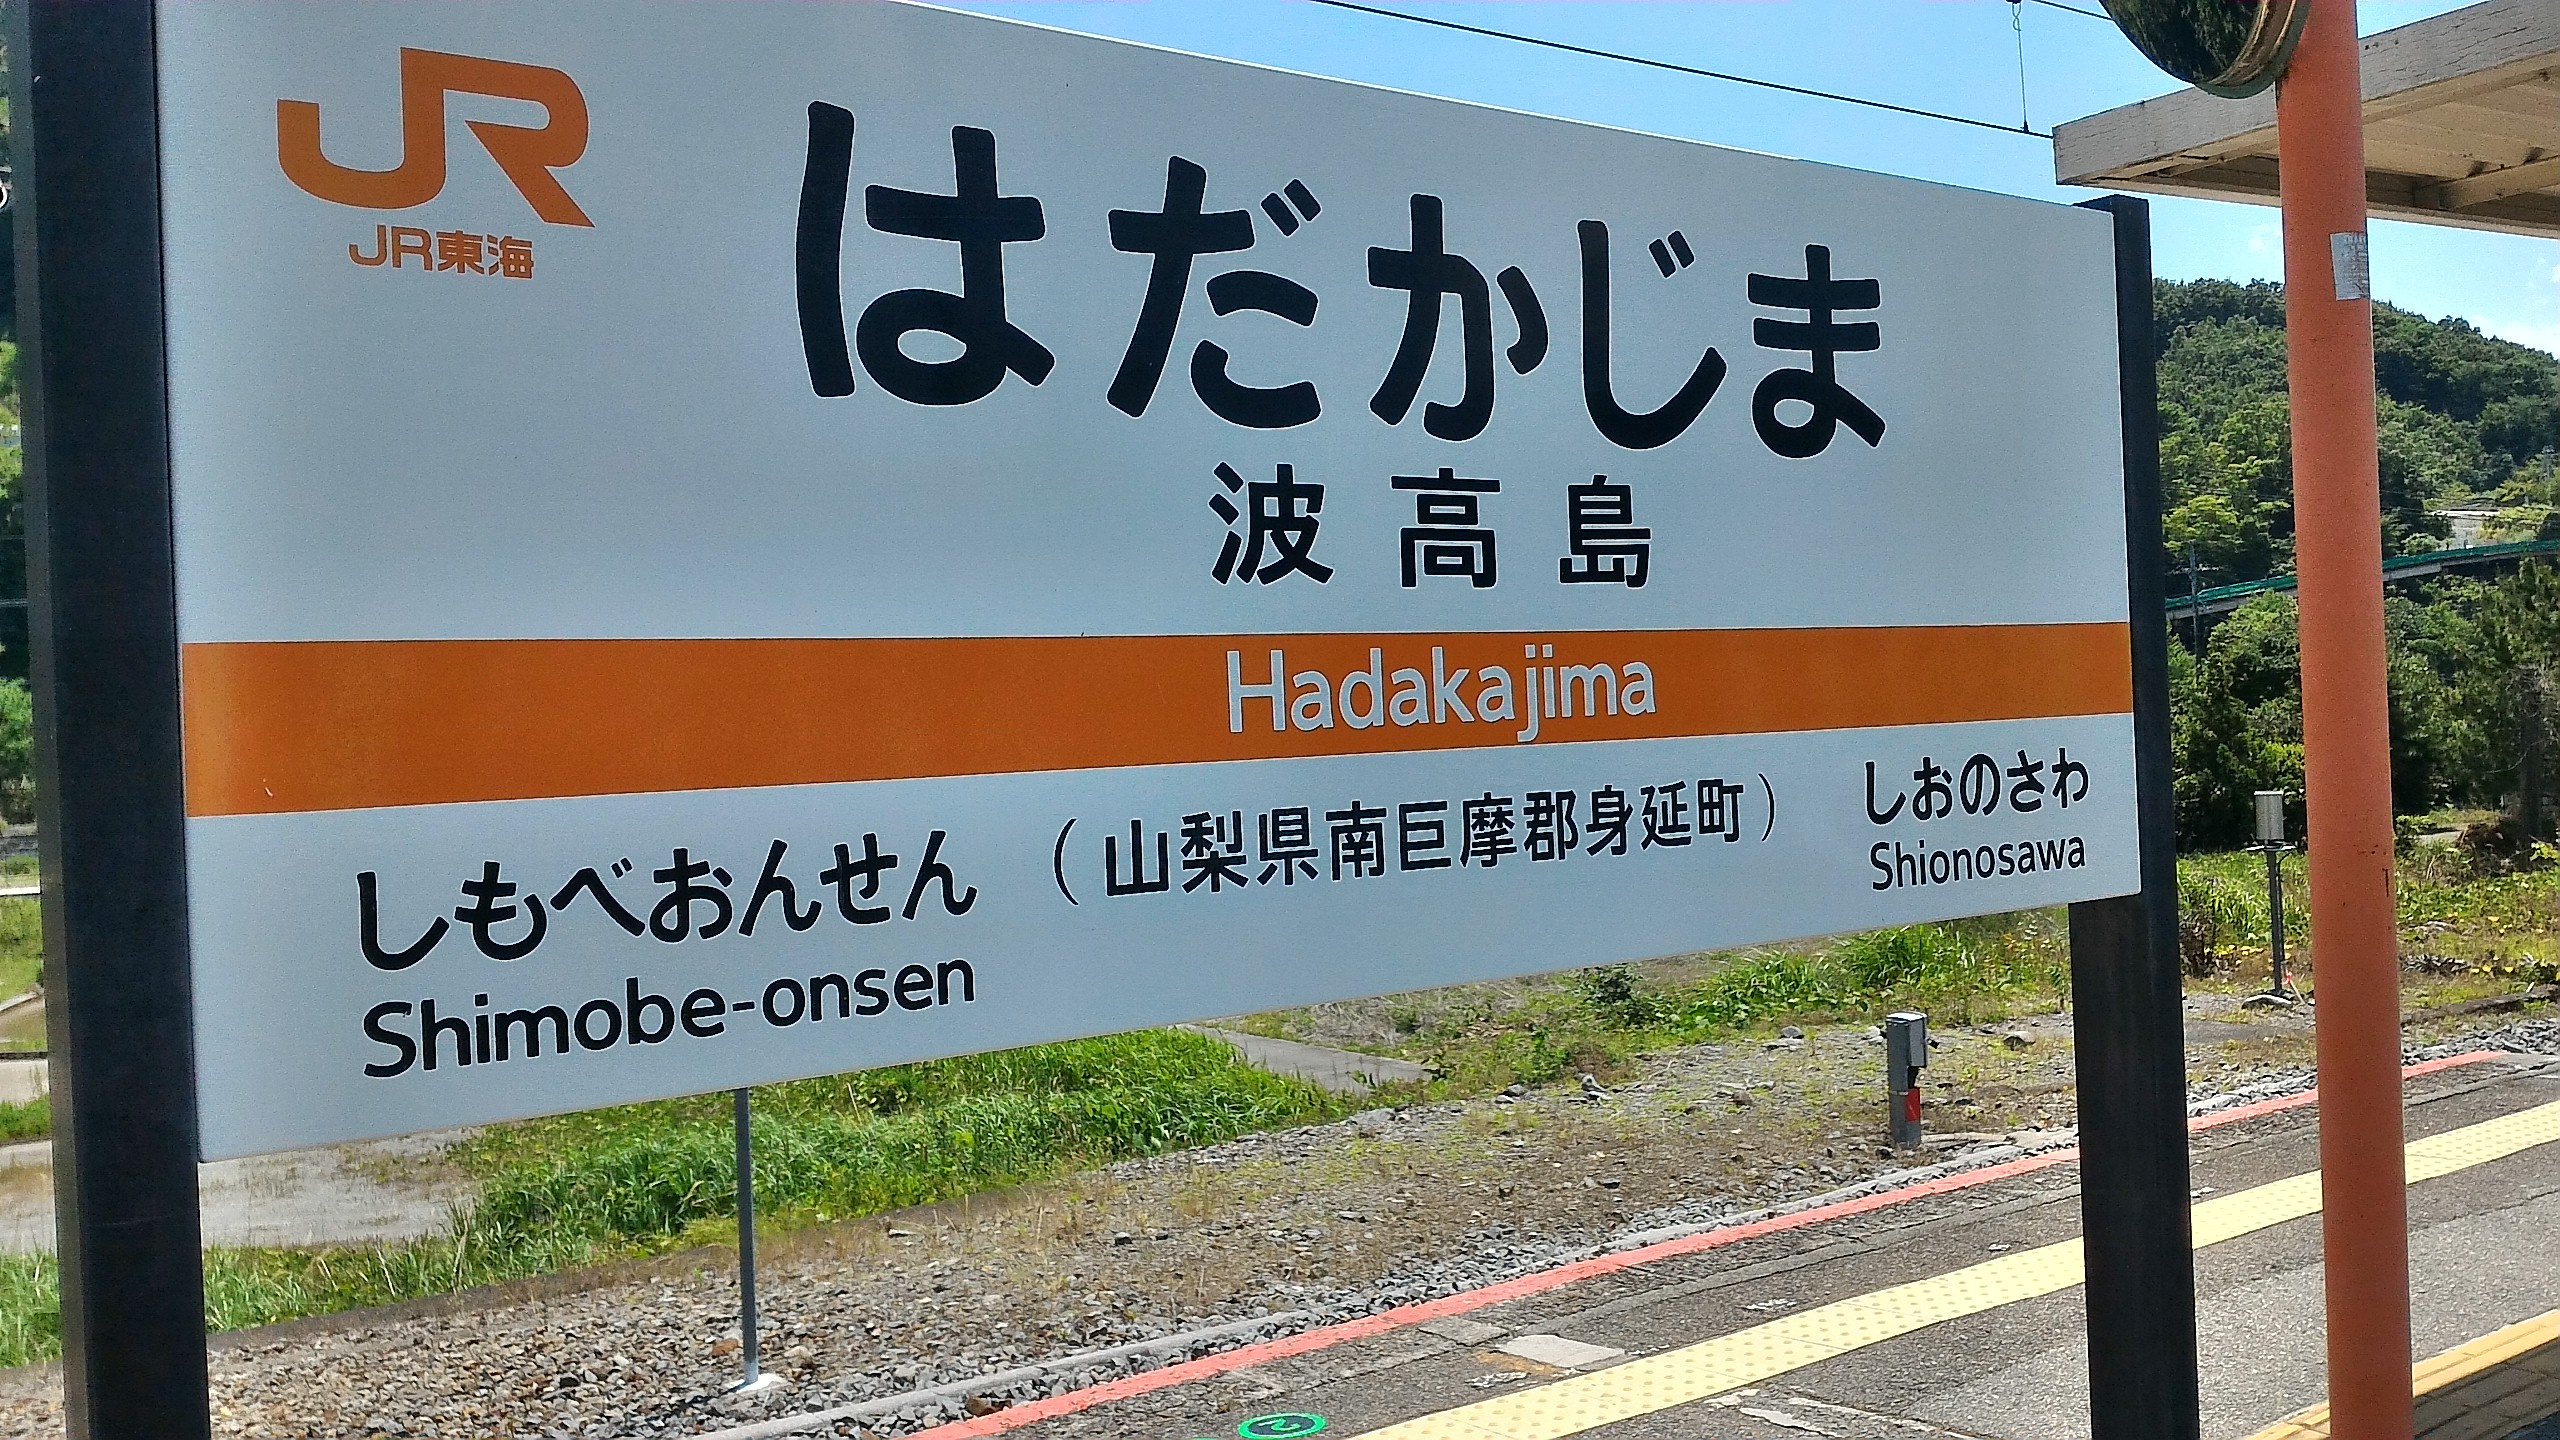 JR
JR東海
はだかじま
波高島
Hadakajima
しもべおんせん
Shimobe-onsen
(山梨県南巨摩郡身延町)
しおのさわ
Shionosawa